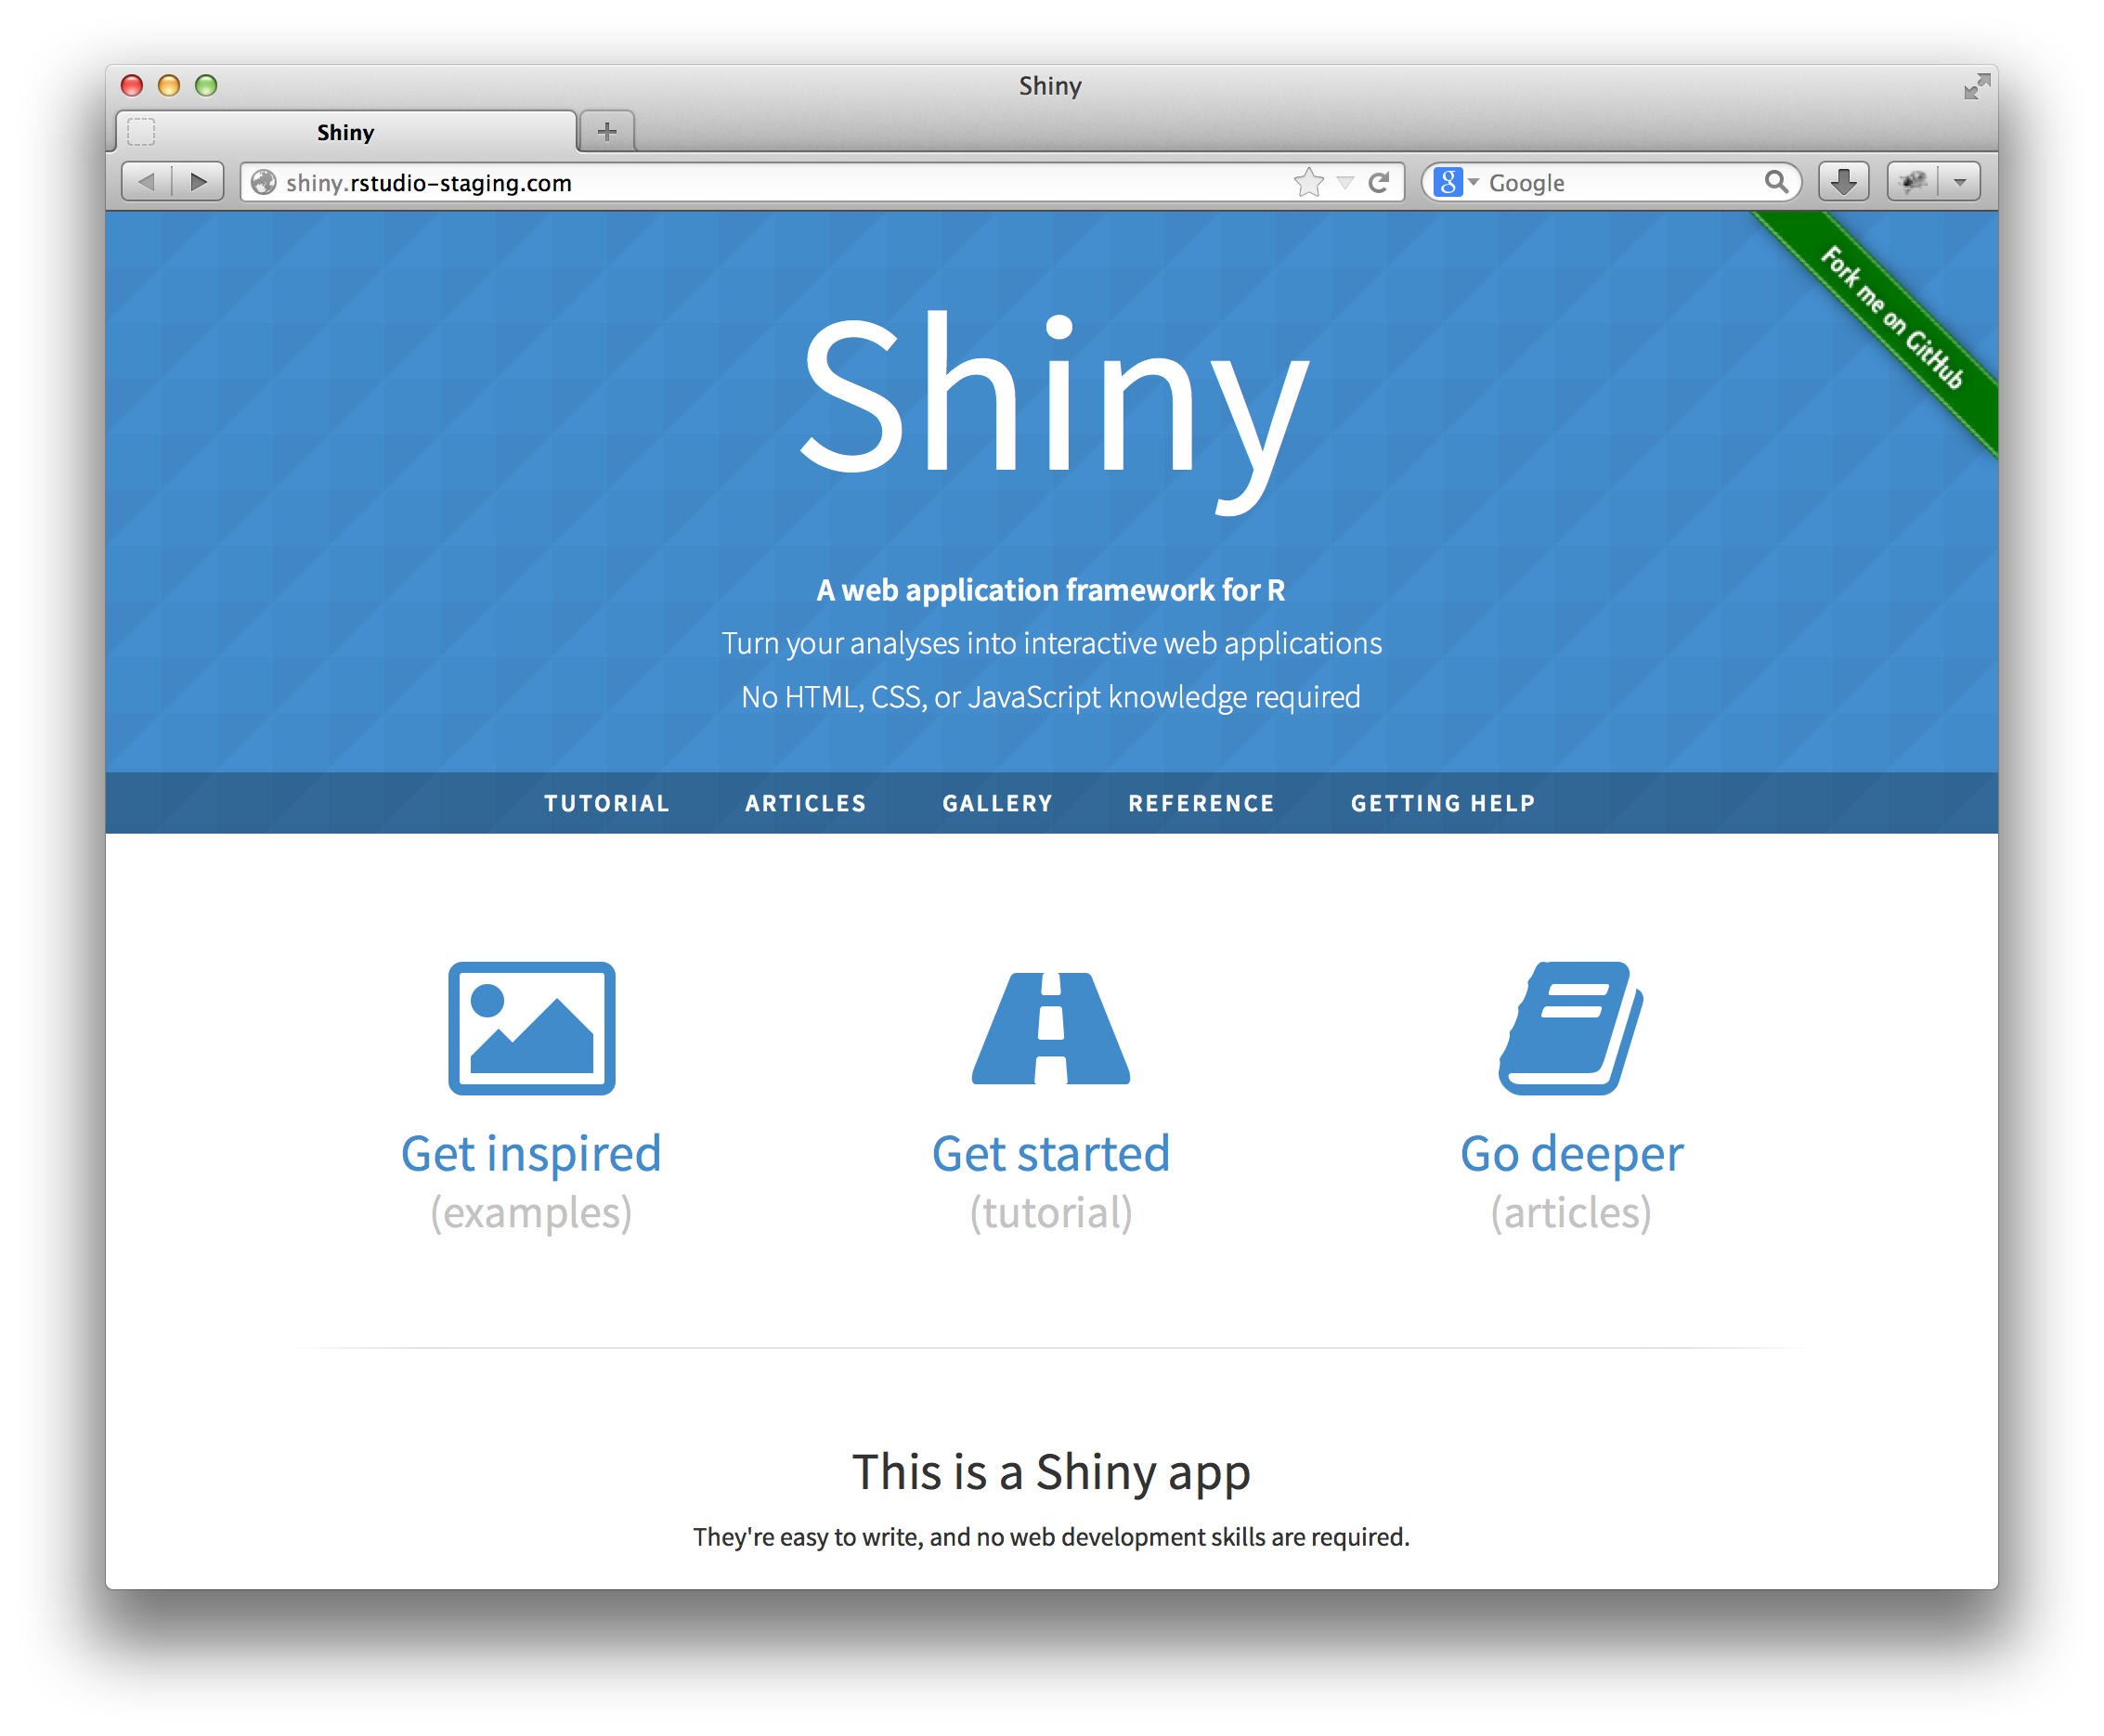 Shiny
Shiny
shiny.rstudio-staging.com
Google
Fork me on GitHub
Shiny
A web application framework for R
Turn your analyses into interactive web applications
No HTML, CSS, or JavaScript knowledge required
TUTORIAL ARTICLES GALLERY REFERENCE GETTING HELP
Get inspired Get started Go deeper
(examples) (tutorial) (articles)
This is a Shiny app
They're easy to write, and no web development skills are required.